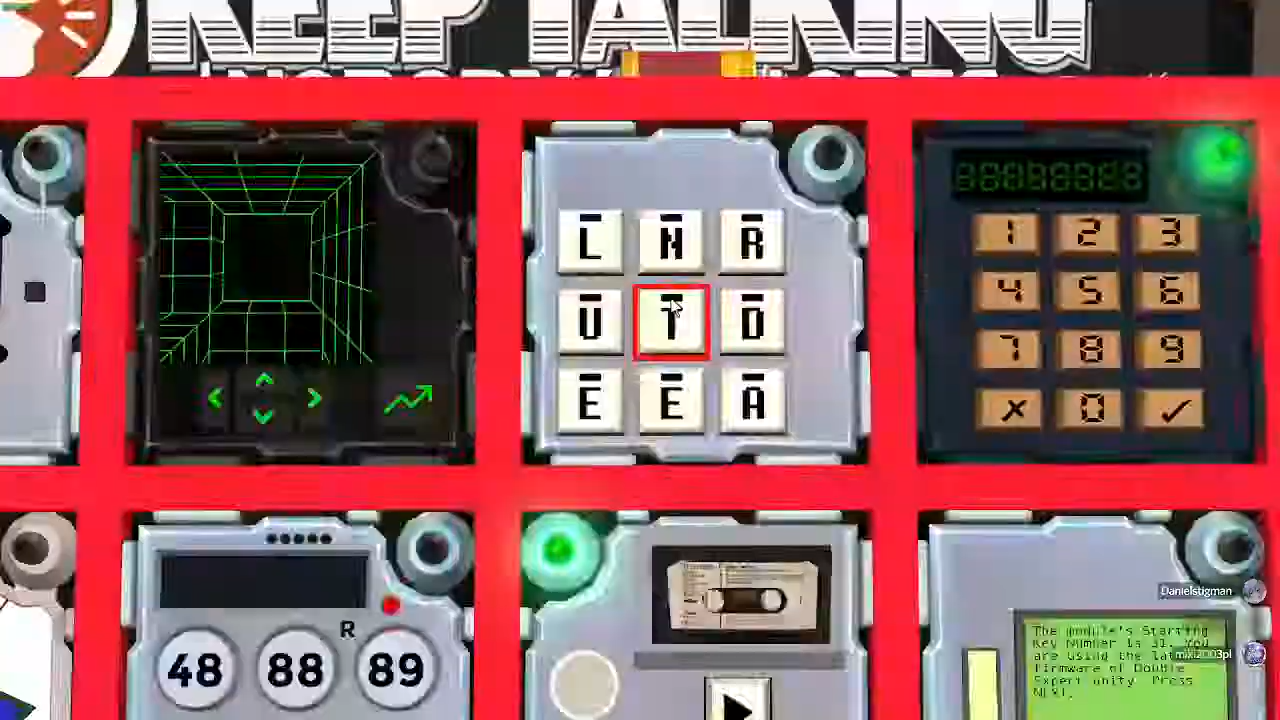 KEEP TALKING
L N R
U T D
E E A
1 2 3
4 5 6
7 8 9
x 0 ✓
R
48 88 89
Danielstigman
The module's Starting
Key Number is 31. You
are using the
Firmware of Double
Expert unity Press
NEXT.